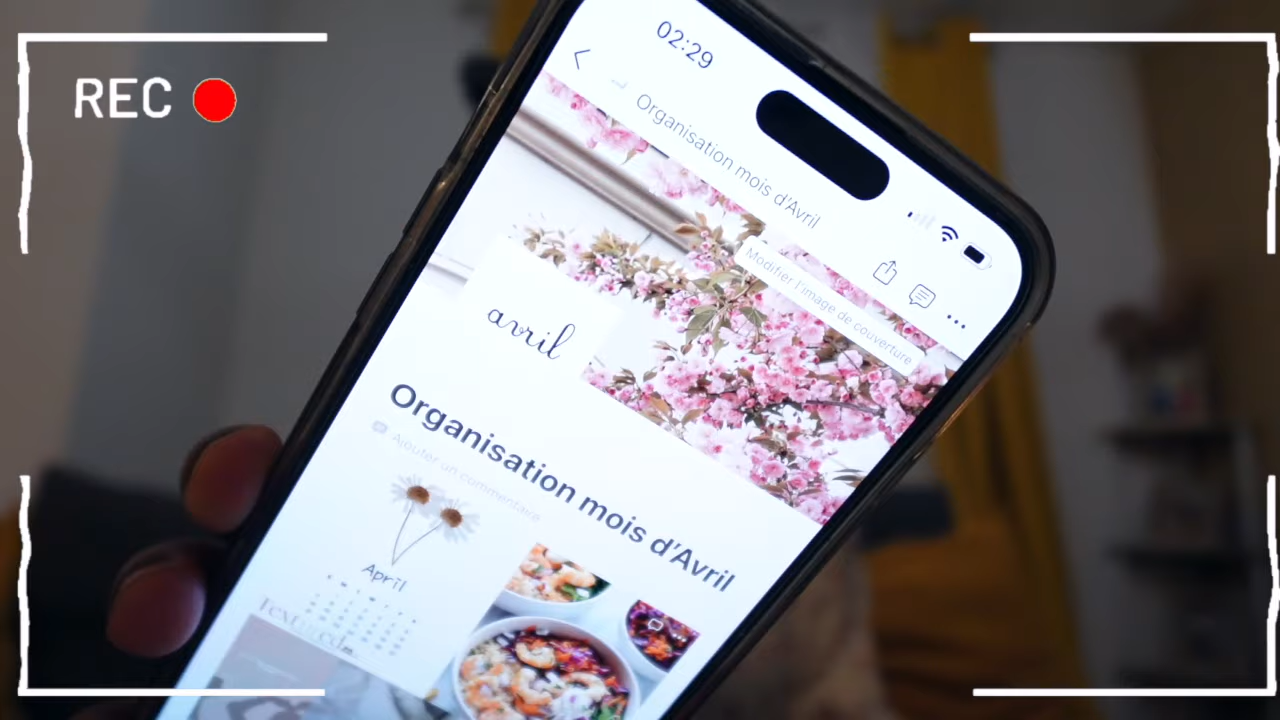 REC
02:29
Organisation mois d'Avril
Modifier l'image de couverture
avril
Organisation mois d'Avril
Ajouter un commentaire
April